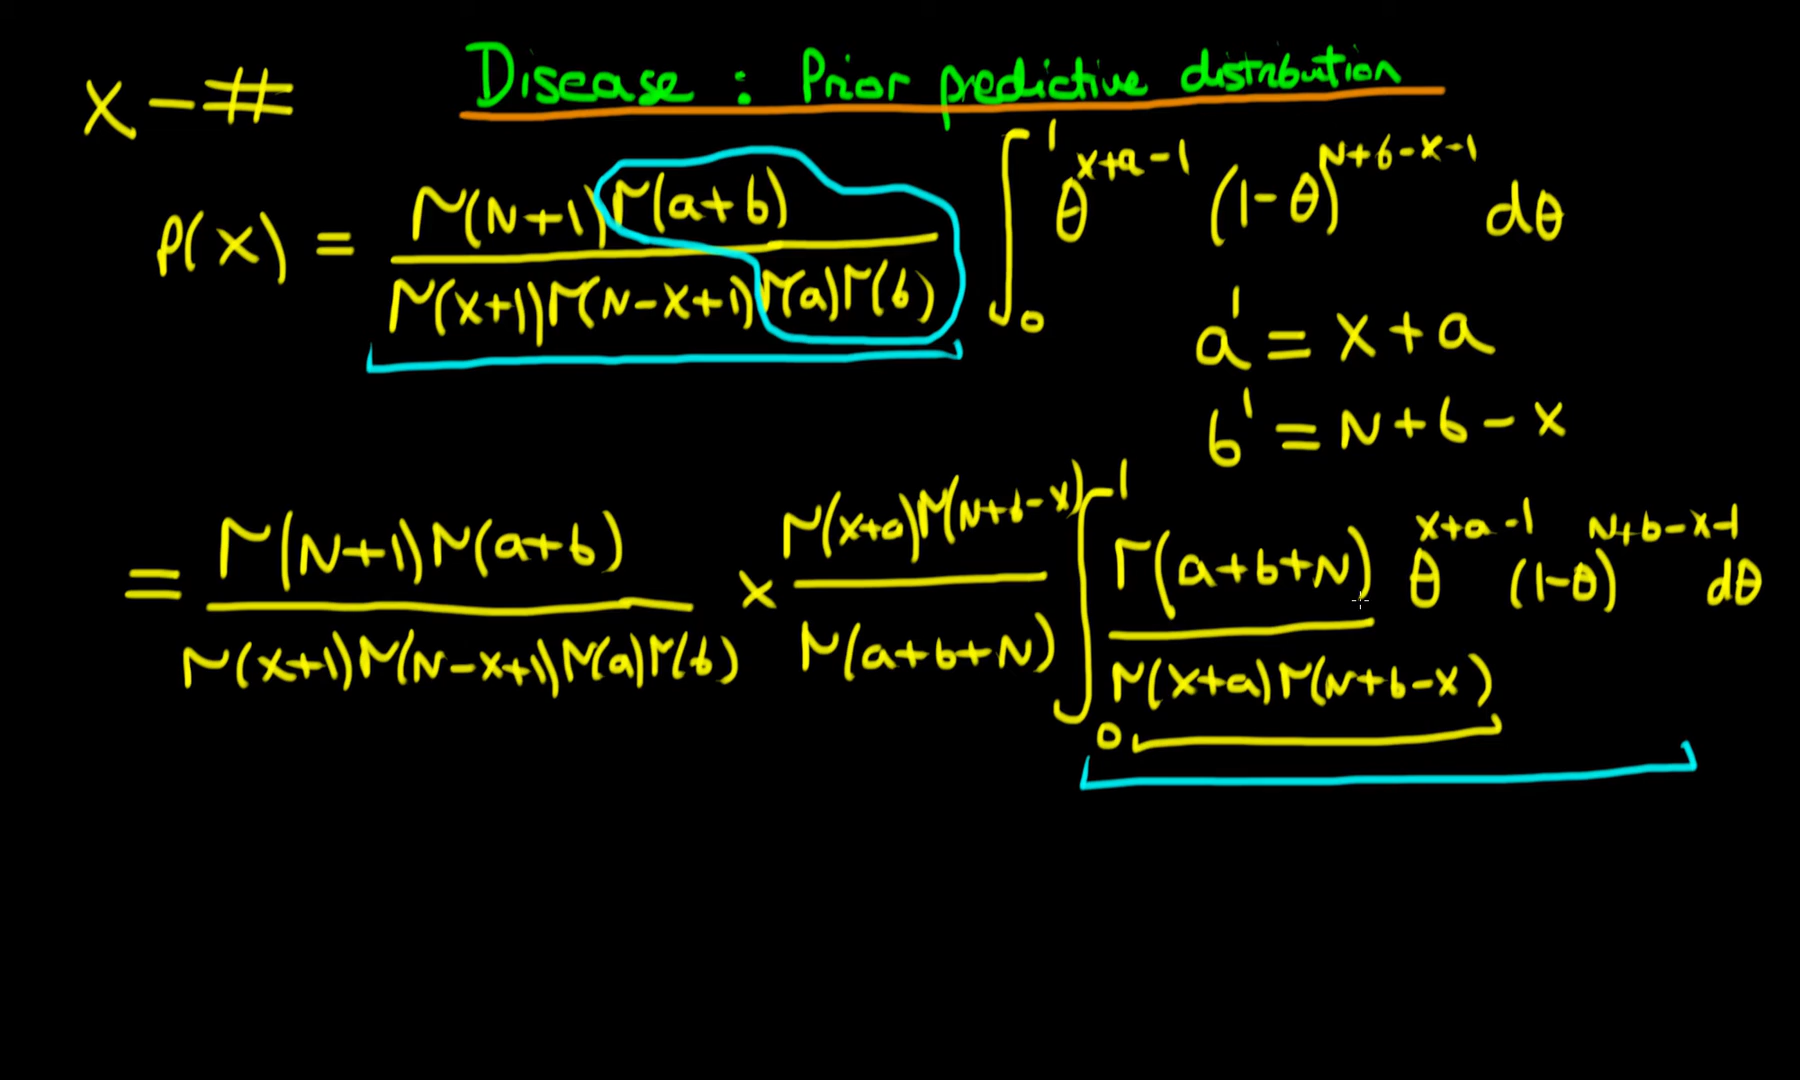 x - #
Disease : Prior predictive distribution
P(x) = Γ(N+1)Γ(a+b) / Γ(x+1)Γ(N-x+1)Γ(a)Γ(b) ∫₀¹ θ^(x+a-1) (1-θ)^(N+b-x-1) dθ
a' = x + a
b' = N + b - x
= Γ(N+1)Γ(a+b) / Γ(x+1)Γ(N-x+1)Γ(a)Γ(b) × Γ(x+a)Γ(N+b-x) / Γ(a+b+N) ∫₀¹ Γ(a+b+N) / Γ(x+a)Γ(N+b-x) θ^(x+a-1) (1-θ)^(N+b-x-1) dθ